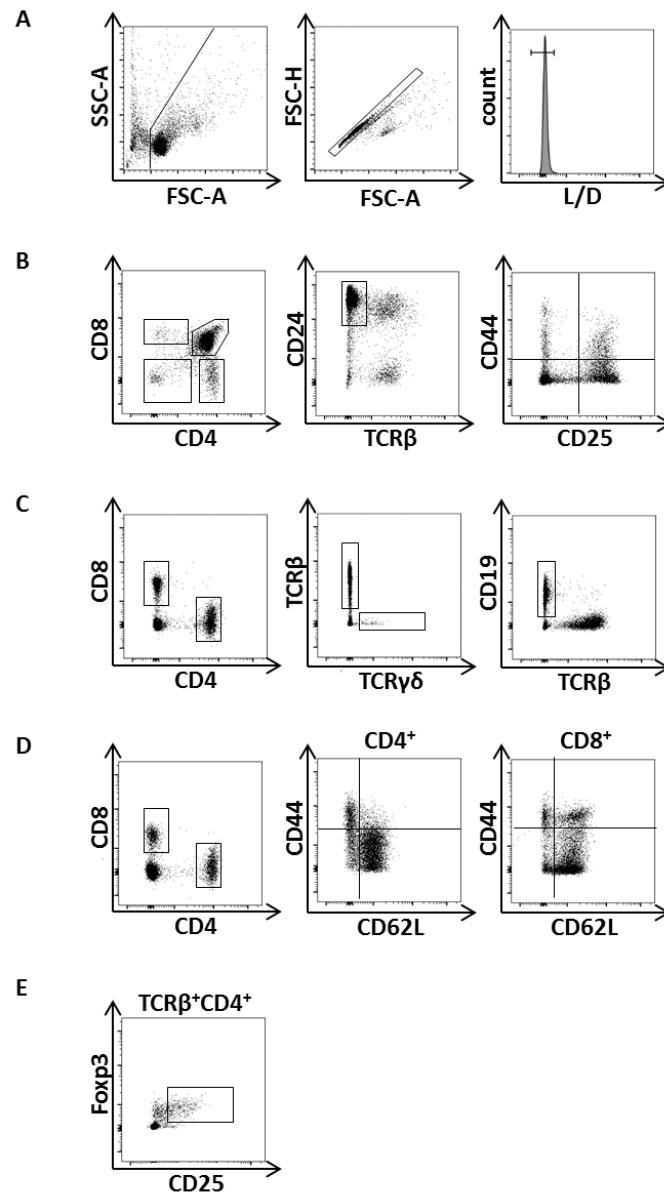 A
SSC-A
FSC-A
FSC-H
FSC-A
count
L/D
B
CD8
CD4
CD24
TCRβ
CD44
CD25
C
CD8
CD4
TCRβ
TCRγδ
CD19
TCRβ
D
CD8
CD4
CD4⁺
CD44
CD62L
CD8⁺
CD44
CD62L
E
TCRβ⁺CD4⁺
Foxp3
CD25